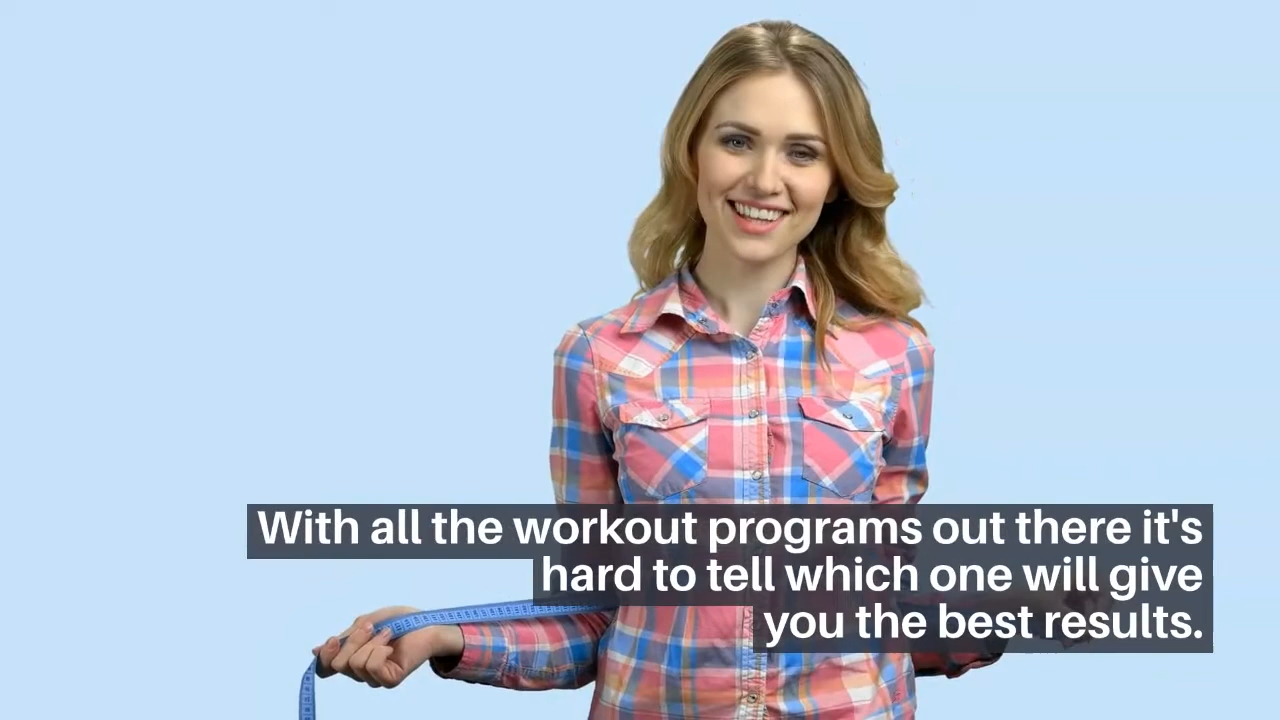 With all the workout programs out there it's
hard to tell which one will give
you the best results.